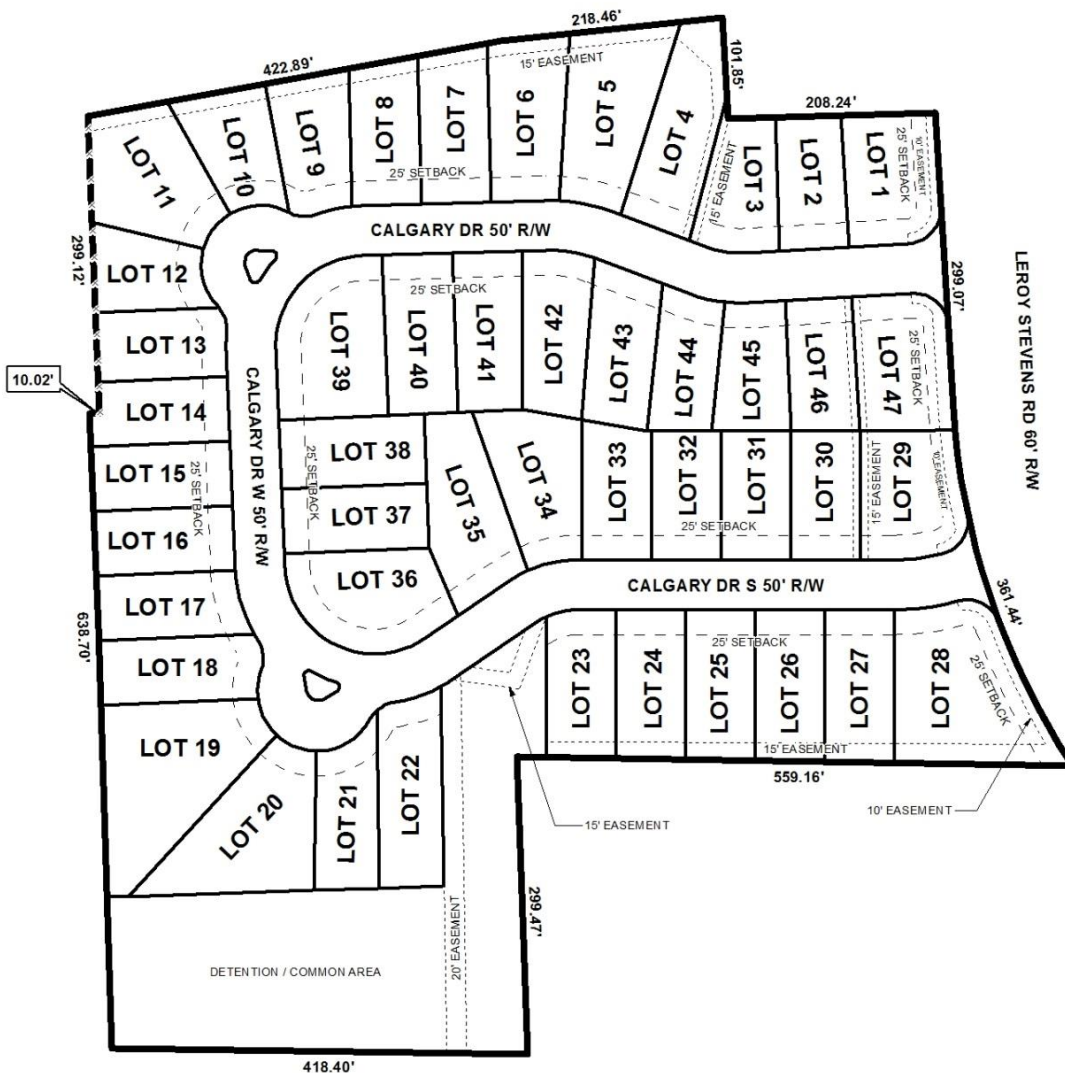 218.46'
422.89'
101.85'
208.24'
15' EASEMENT
LOT 11
LOT 10
LOT 9
LOT 8
LOT 7
LOT 6
LOT 5
LOT 4
15' EASEMENT
LOT 3
LOT 2
LOT 1
25' SETBACK
10' EASEMENT
25' SETBACK
CALGARY DR 50' R/W
299.12'
LOT 12
LOT 13
10.02'
LOT 14
LOT 15
25' SETBACK
LOT 16
LOT 17
LOT 18
LOT 19
638.70'
CALGARY DR W 50' R/W
25' SETBACK
LOT 39
LOT 40
LOT 41
LOT 42
LOT 43
LOT 44
LOT 45
LOT 46
LOT 47
25' SETBACK
299.07'
LEROY STEVENS RD 60' R/W
LOT 38
25' SETBACK
LOT 37
LOT 36
LOT 35
LOT 34
LOT 33
LOT 32
LOT 31
LOT 30
15' EASEMENT
LOT 29
10' EASEMENT
25' SETBACK
CALGARY DR S 50' R/W
361.44'
25' SETBACK
LOT 23
LOT 24
LOT 25
LOT 26
LOT 27
LOT 28
25' SETBACK
15' EASEMENT
559.16'
10' EASEMENT
15' EASEMENT
LOT 20
LOT 21
LOT 22
299.47'
20' EASEMENT
DETENTION / COMMON AREA
418.40'